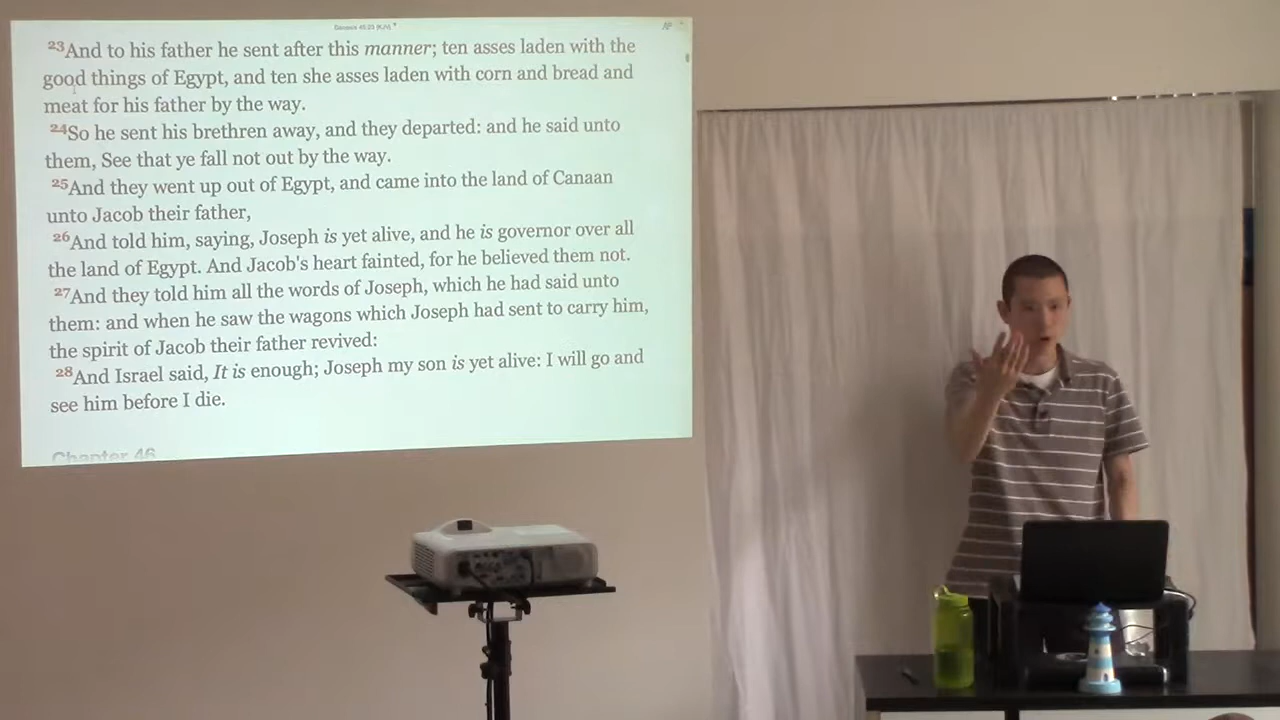 Genesis 45:23 (KJV)
23And to his father he sent after this manner; ten asses laden with the
good things of Egypt, and ten she asses laden with corn and bread and
meat for his father by the way.
24So he sent his brethren away, and they departed: and he said unto
them, See that ye fall not out by the way.
25And they went up out of Egypt, and came into the land of Canaan
unto Jacob their father,
26And told him, saying, Joseph is yet alive, and he is governor over all
the land of Egypt. And Jacob's heart fainted, for he believed them not.
27And they told him all the words of Joseph, which he had said unto
them: and when he saw the wagons which Joseph had sent to carry him,
the spirit of Jacob their father revived:
28And Israel said, It is enough; Joseph my son is yet alive: I will go and
see him before I die.
Chapter 46